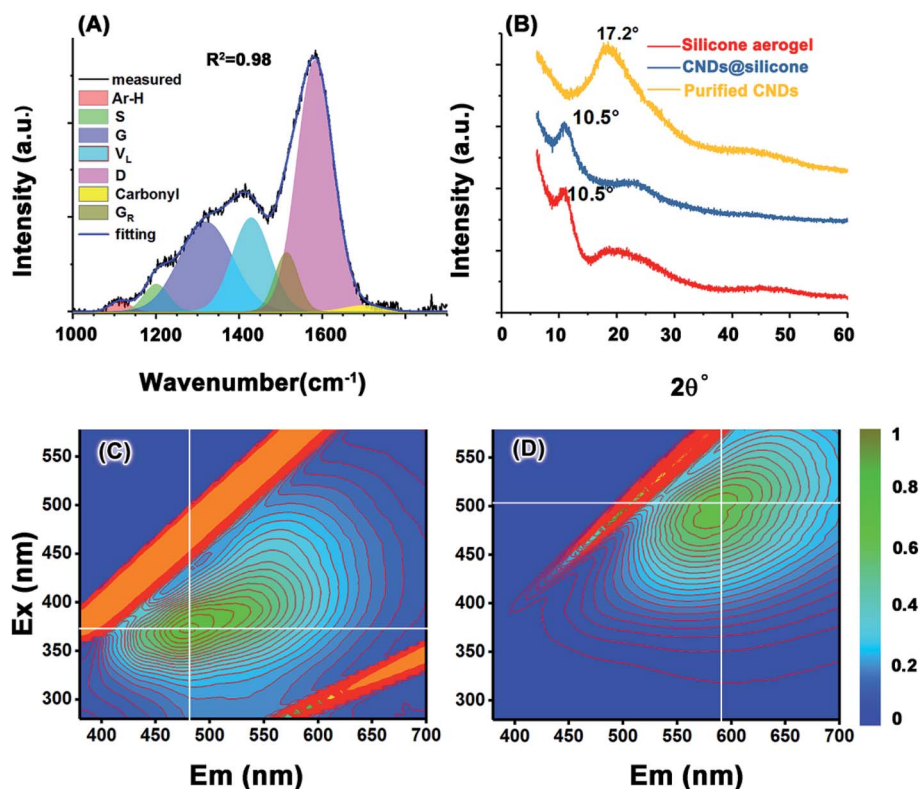 (A)
R²=0.98
measured
Ar-H
S
G
V_L
D
Carbonyl
G_R
fitting
Intensity (a.u.)
1000 1200 1400 1600
Wavenumber(cm⁻¹)
(B)
17.2°
Silicone aerogel
CNDs@silicone
Purified CNDs
10.5°
10.5°
Intensity (a.u.)
0 10 20 30 40 50 60
2θ°
(C)
550
500
450
400
350
300
Ex (nm)
400 450 500 550 600 650 700
Em (nm)
(D)
550
500
450
400
350
300
400 450 500 550 600 650 700
Em (nm)
1
0.8
0.6
0.4
0.2
0